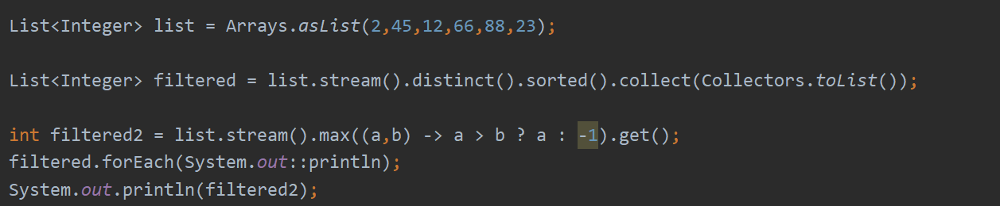 List<Integer> list = Arrays.asList(2,45,12,66,88,23);
List<Integer> filtered = list.stream().distinct().sorted().collect(Collectors.toList());
int filtered2 = list.stream().max((a,b) -> a > b ? a : -1).get();
filtered.forEach(System.out::println);
System.out.println(filtered2);